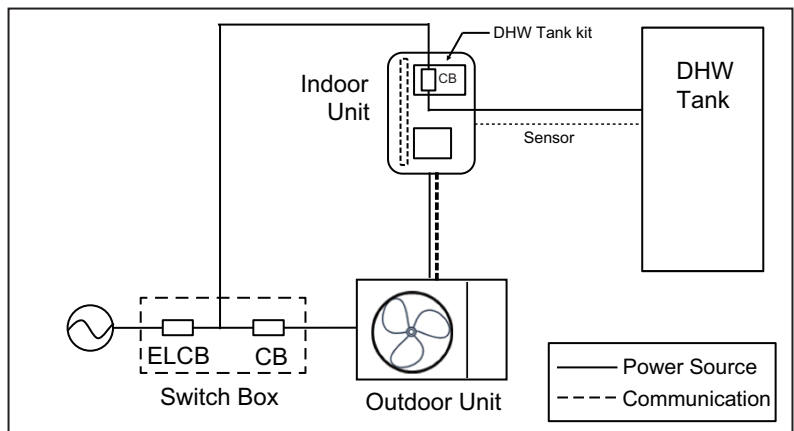 DHW Tank kit
CB
Indoor
Unit
DHW
Tank
Sensor
ELCB
CB
Switch Box
Outdoor Unit
Power Source
Communication